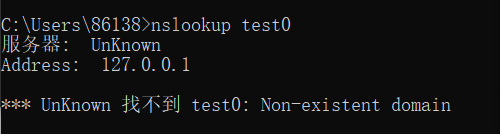 C:\Users\86138>nslookup test0
服务器:  UnKnown
Address:  127.0.0.1
*** UnKnown 找不到 test0: Non-existent domain